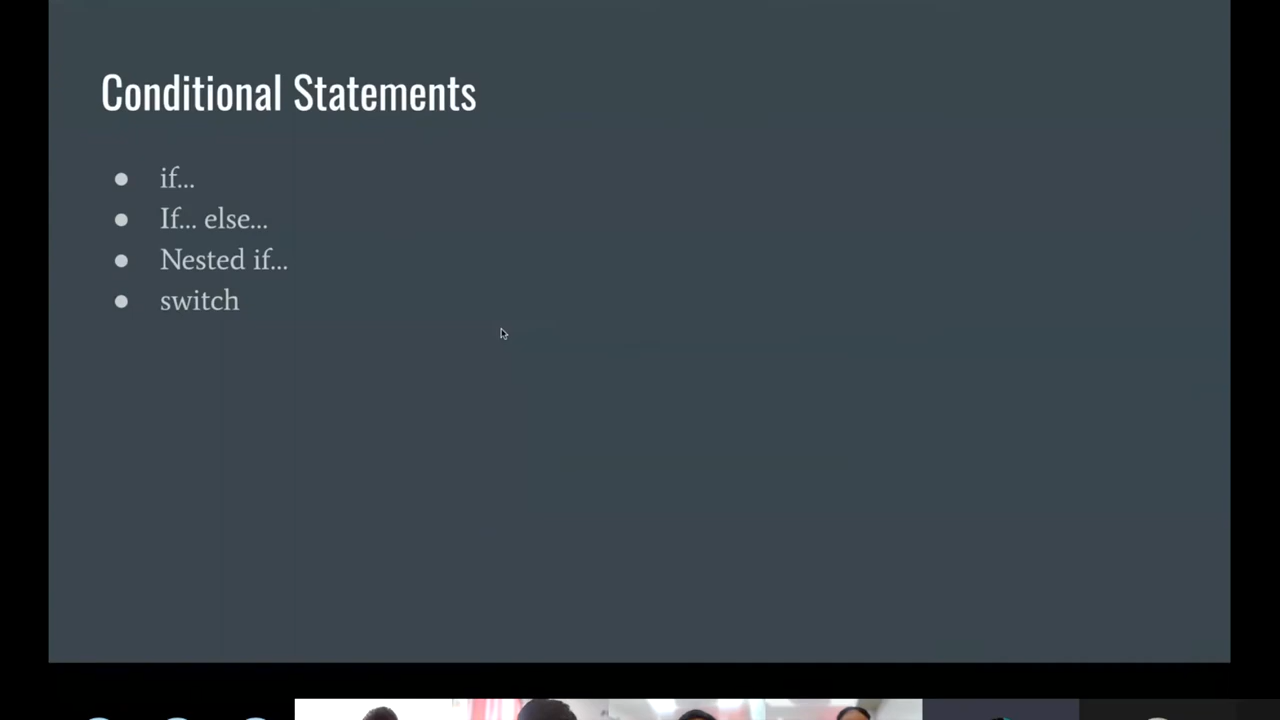 Conditional Statements
● if...
● If... else...
● Nested if...
● switch